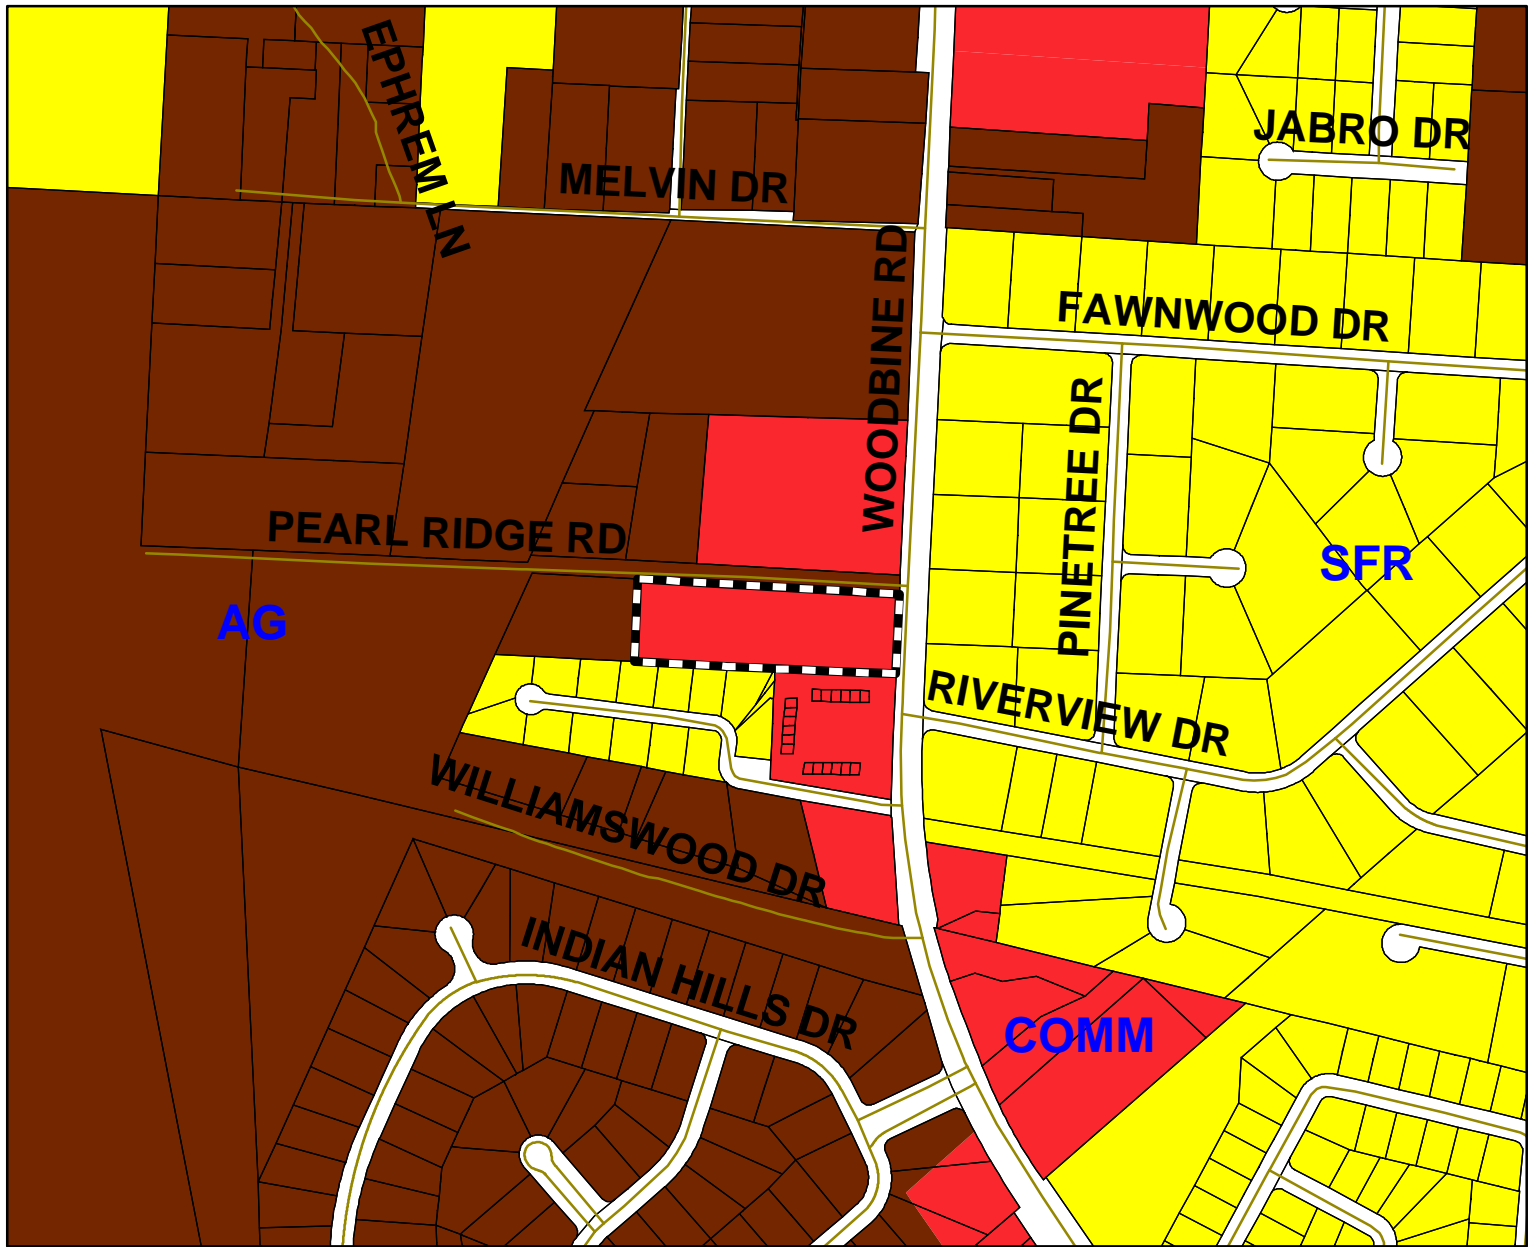 EPHREM LN
JABRO DR
MELVIN DR
WOODBINE RD
FAWNWOOD DR
PINETREE DR
PEARL RIDGE RD
SFR
AG
RIVERVIEW DR
WILLIAMSWOOD DR
INDIAN HILLS DR
COMM